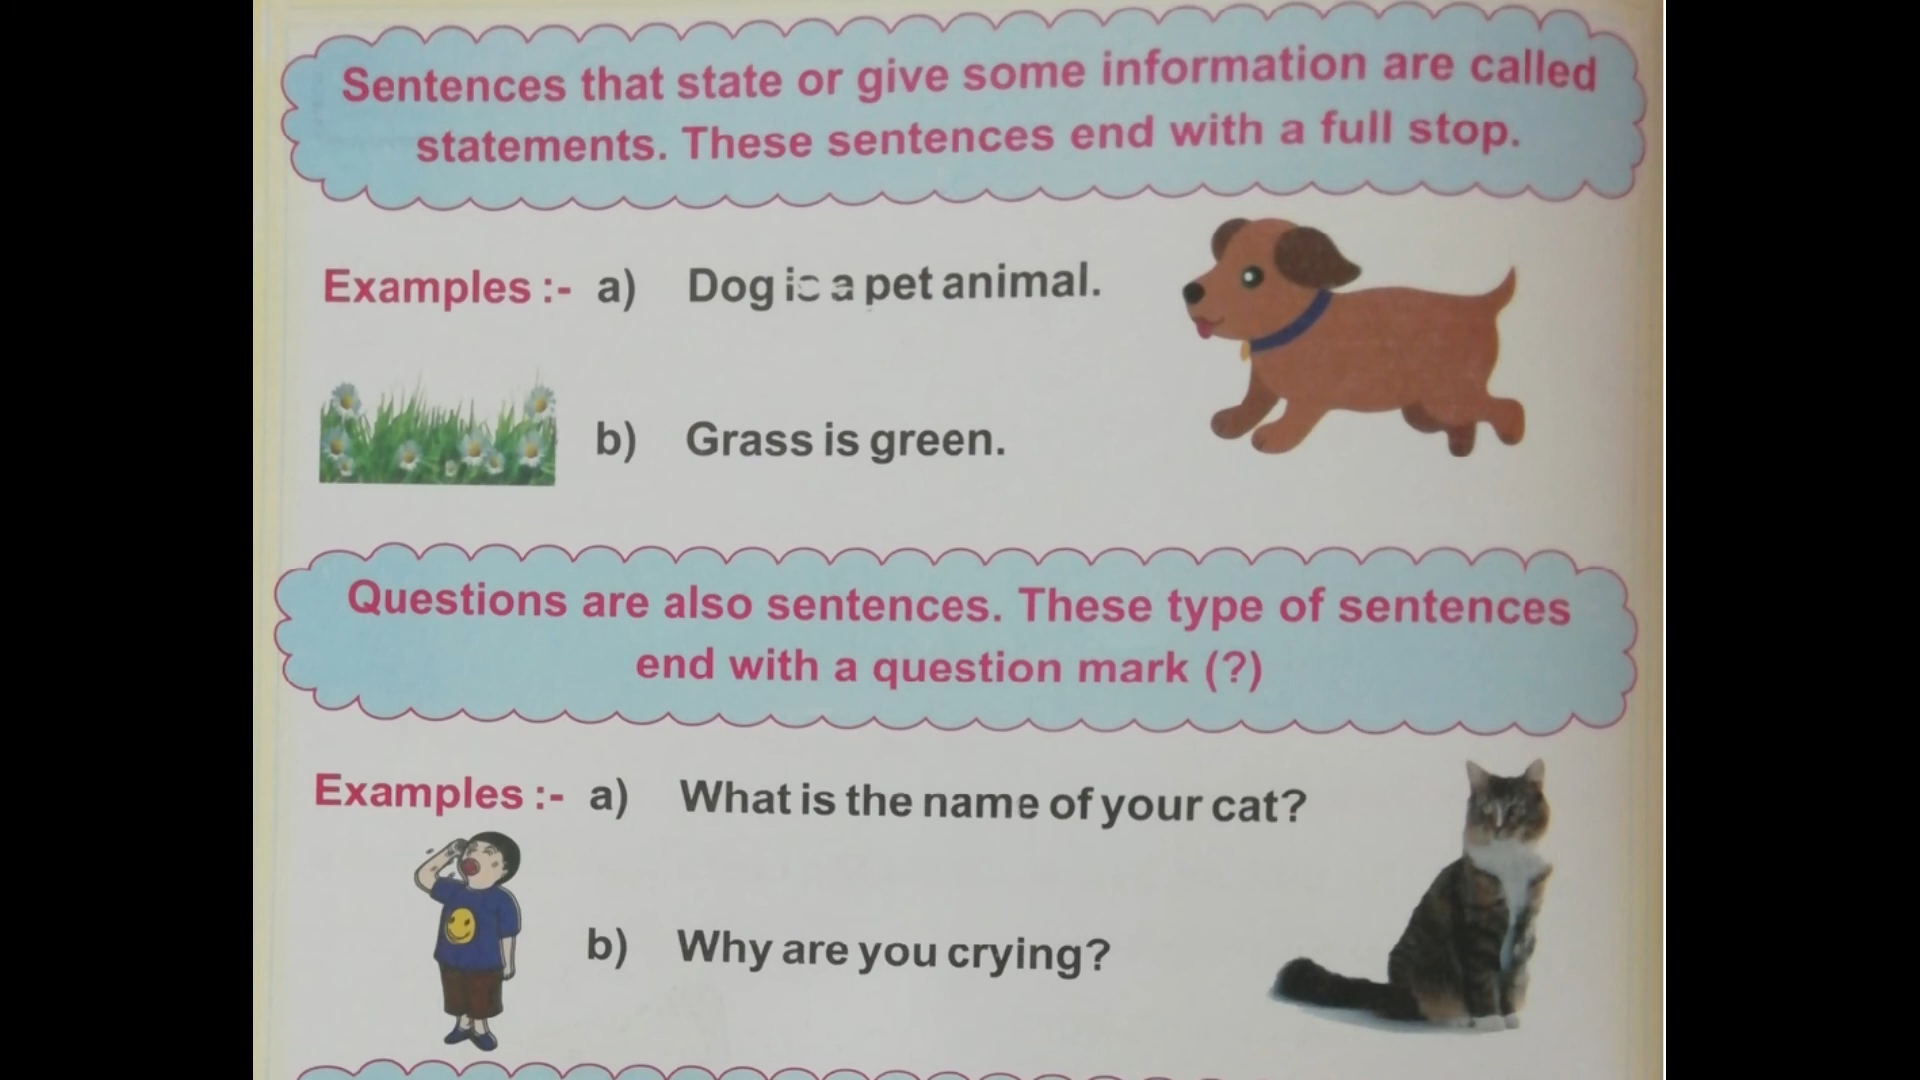 Sentences that state or give some information are called
statements. These sentences end with a full stop.
Examples :- a) Dog is a pet animal.
b) Grass is green.
Questions are also sentences. These type of sentences
end with a question mark (?)
Examples :- a) What is the name of your cat?
b) Why are you crying?